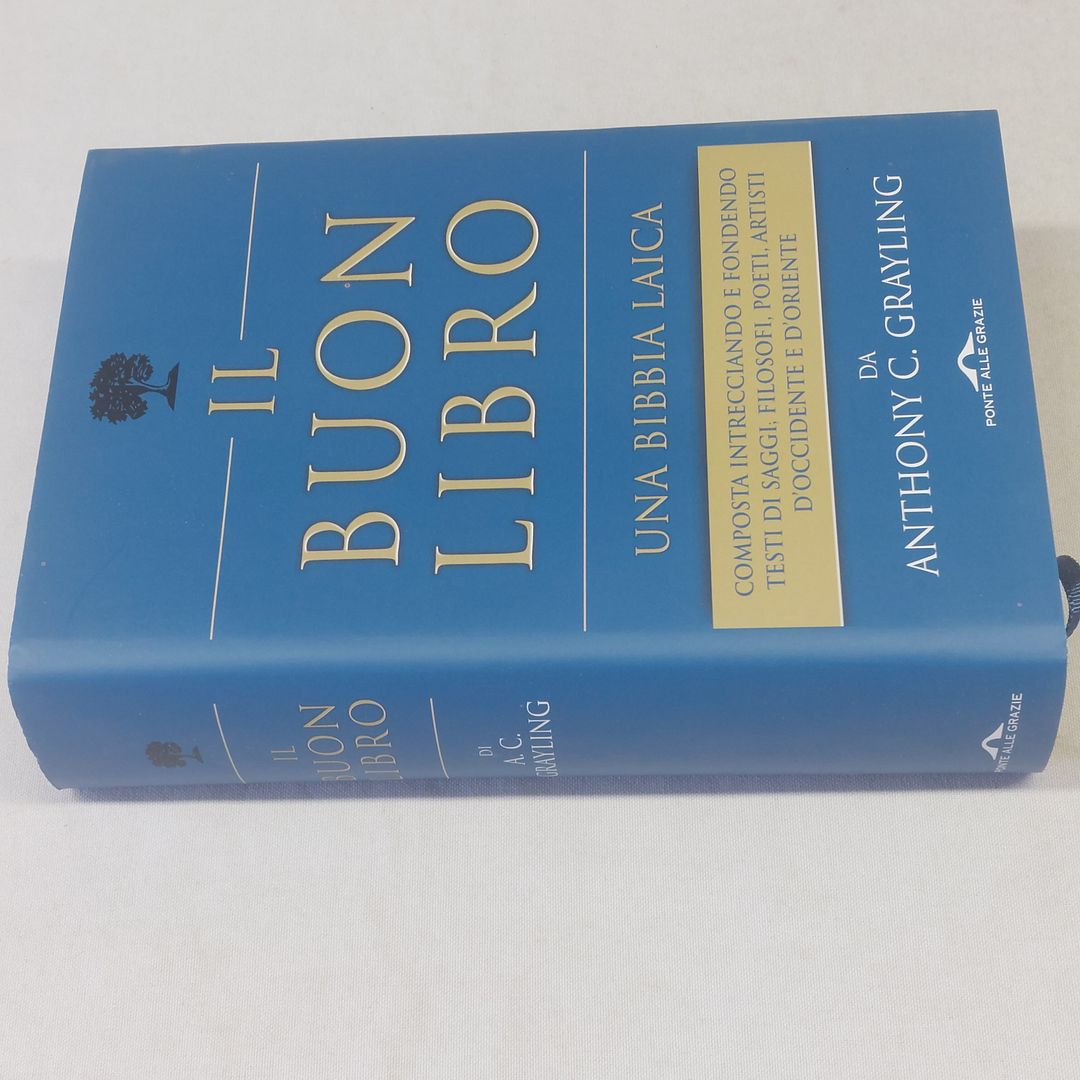 IL
BUON
LIBRO
UNA BIBBIA LAICA
COMPOSTA INTRECCIANDO E FONDENDO
TESTI DI SAGGI, FILOSOFI, POETI, ARTISTI
D'OCCIDENTE E D'ORIENTE
DA
ANTHONY C. GRAYLING
PONTE ALLE GRAZIE
IL
BUON
LIBRO
DI
A. C.
GRAYLING
PONTE ALLE GRAZIE